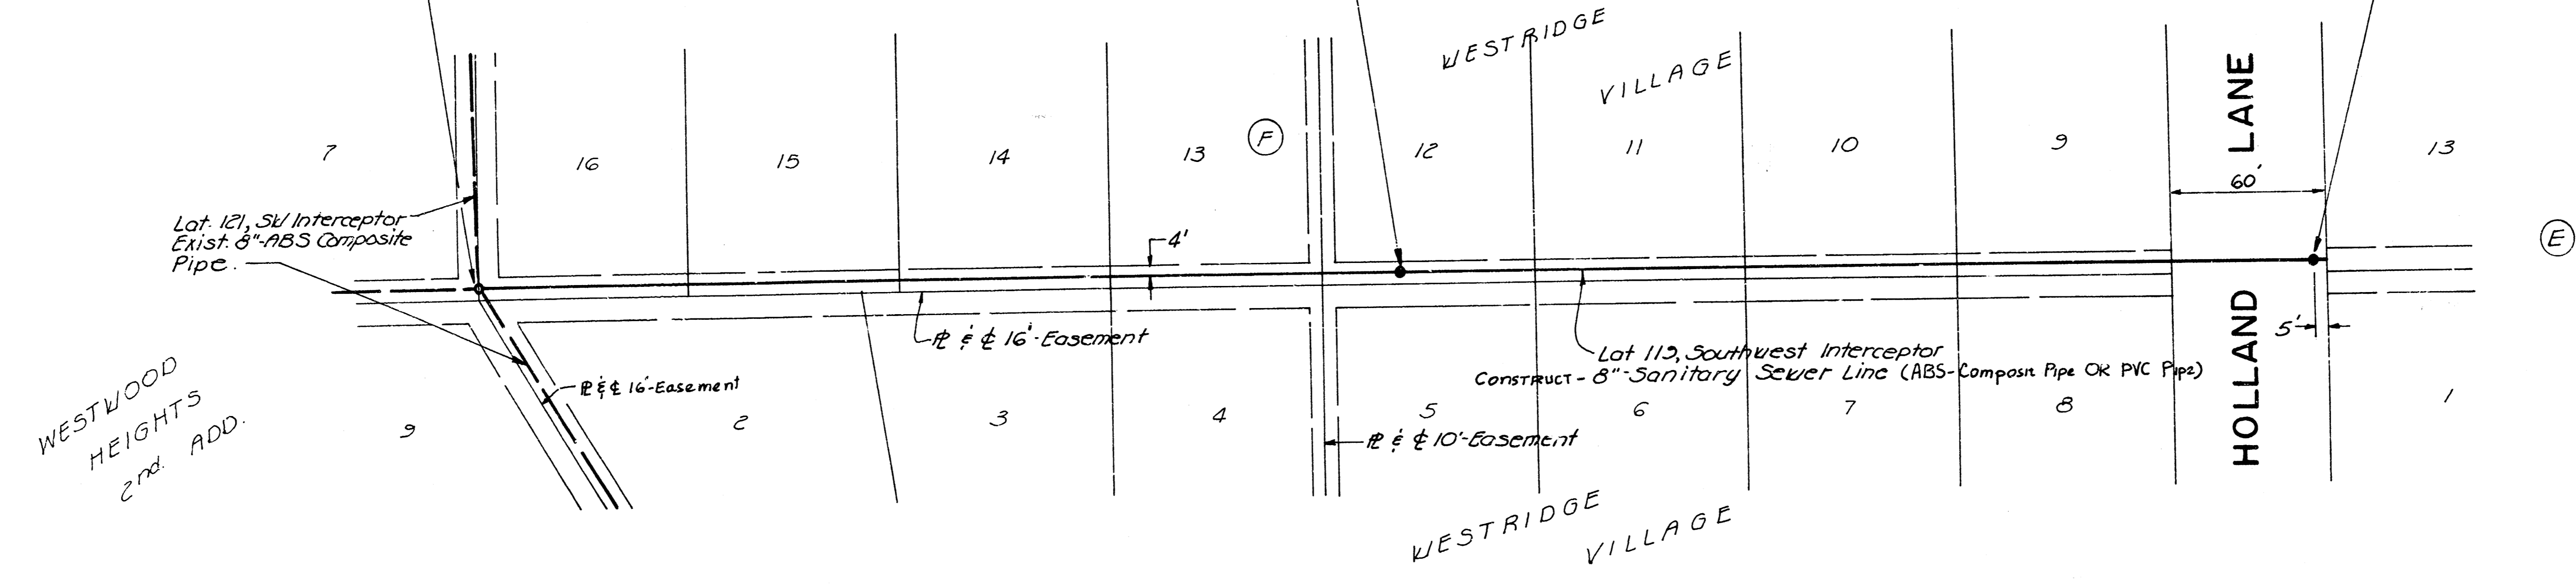 WESTRIDGE
VILLAGE
7
16
15
14
13
F
12
11
10
9
HOLLAND LANE
60'
13
E
Lat. 121, SW Interceptor
Exist. 8"-ABS Composite
Pipe.
4'
5'
℄ 16'-Easement
Lat 119, Southwest Interceptor
CONSTRUCT - 8"-Sanitary Sewer Line (ABS-Composit Pipe OR PVC Pipe)
℄ 16'-Easement
WESTWOOD
HEIGHTS
2nd. ADD.
9
2
3
4
5
6
7
8
1
℄ 10'-Easement
WESTRIDGE
VILLAGE